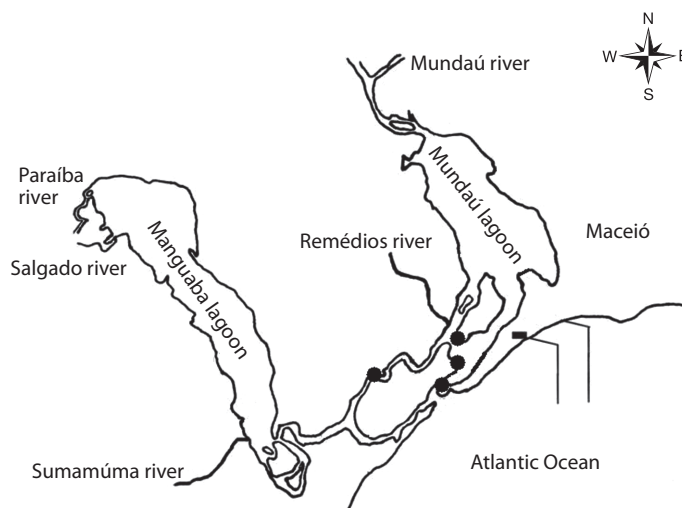 N
Mundaú river
W
E
S
Mundaú lagoon
Paraíba
river
Manguaba lagoon
Remédios river
Maceió
Salgado river
Sumamúma river
Atlantic Ocean